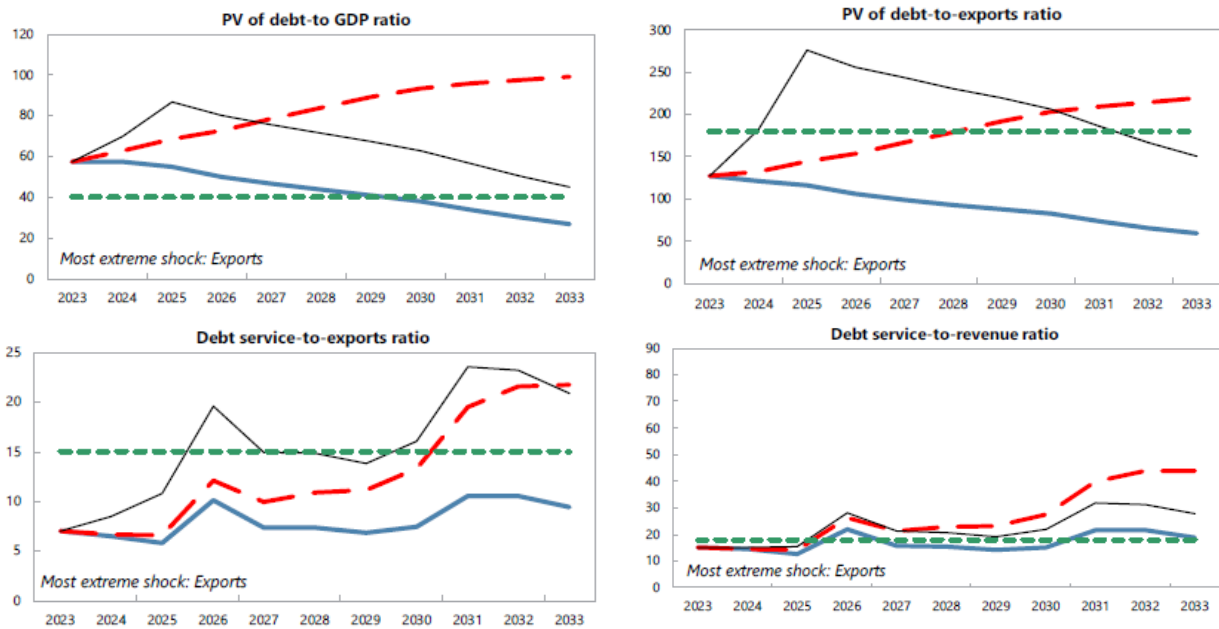 PV of debt-to GDP ratio
120
100
80
60
40
20
0
Most extreme shock: Exports
2023 2024 2025 2026 2027 2028 2029 2030 2031 2032 2033
PV of debt-to-exports ratio
300
250
200
150
100
50
0
Most extreme shock: Exports
2023 2024 2025 2026 2027 2028 2029 2030 2031 2032 2033
Debt service-to-exports ratio
25
20
15
10
5
0
Most extreme shock: Exports
2023 2024 2025 2026 2027 2028 2029 2030 2031 2032 2033
Debt service-to-revenue ratio
90
80
70
60
50
40
30
20
10
0
Most extreme shock: Exports
2023 2024 2025 2026 2027 2028 2029 2030 2031 2032 2033